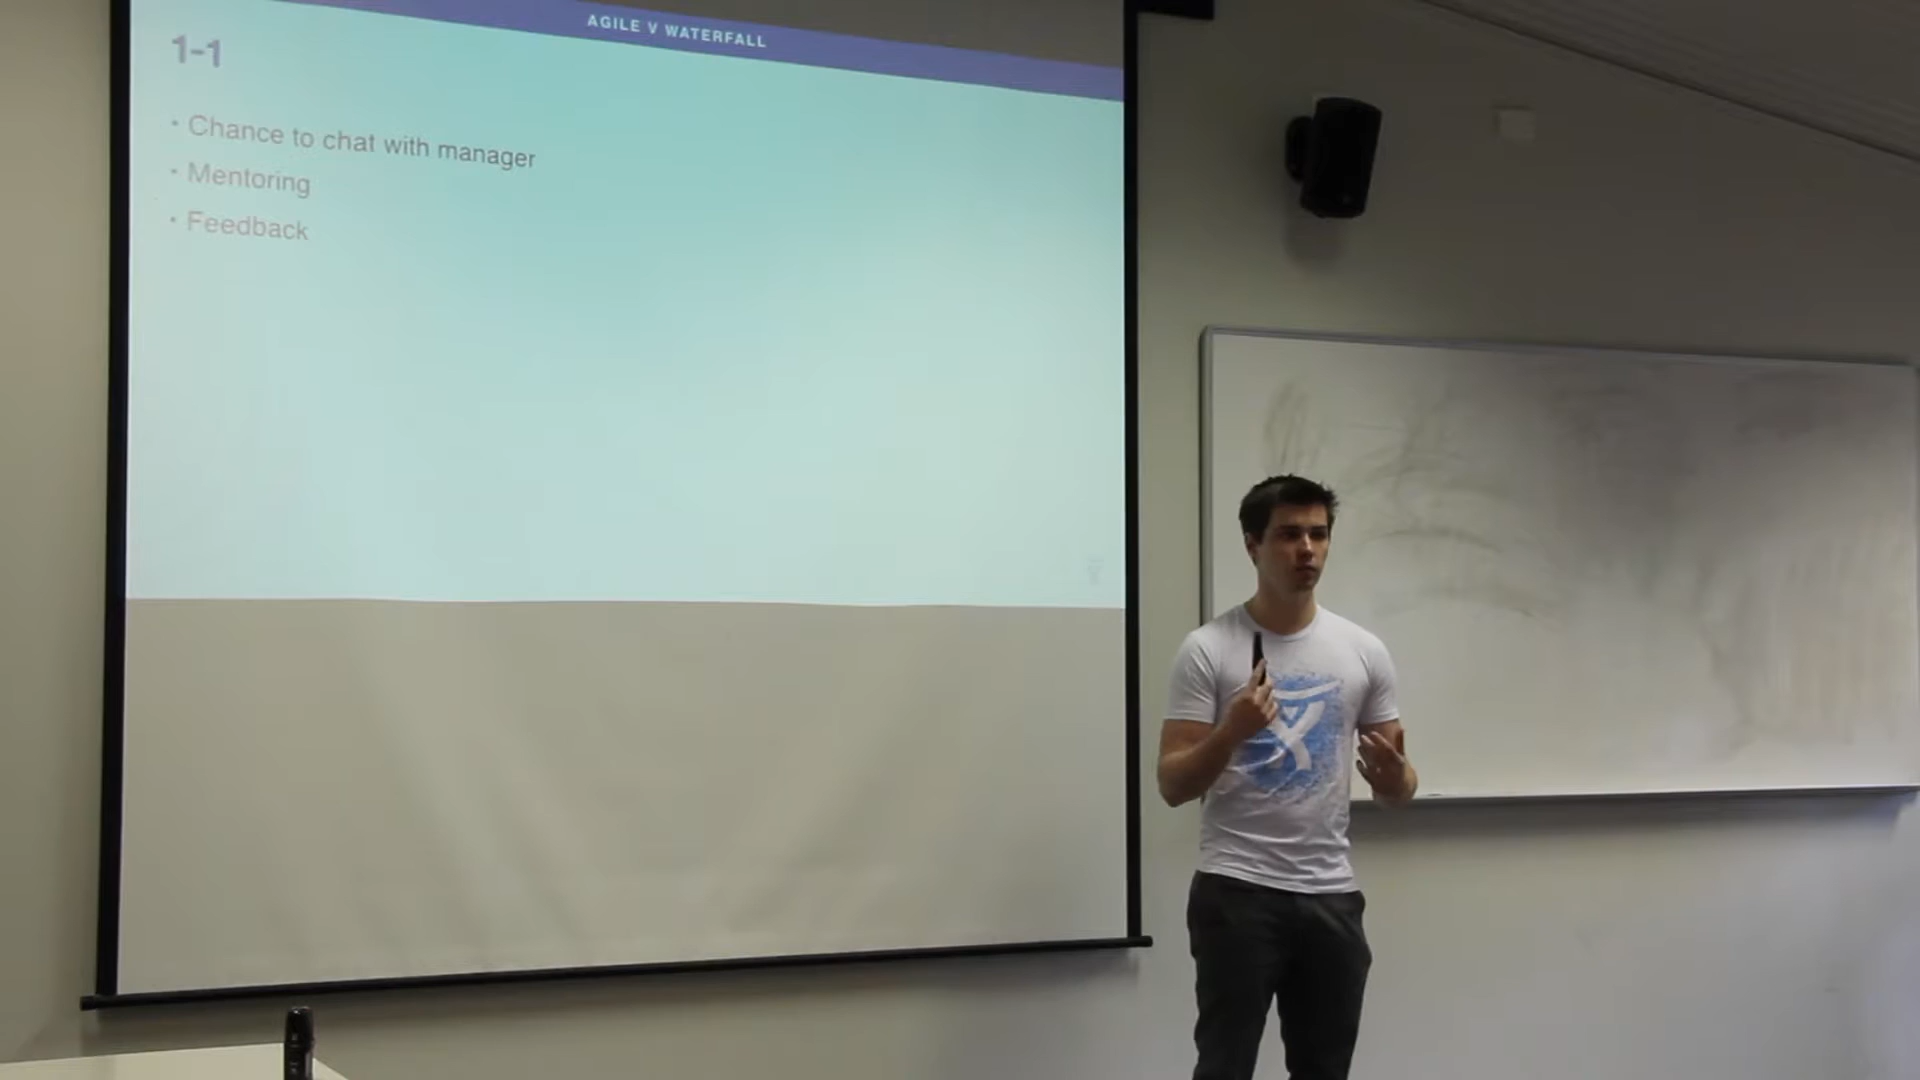 AGILE V WATERFALL
1-1
• Chance to chat with manager
• Mentoring
• Feedback